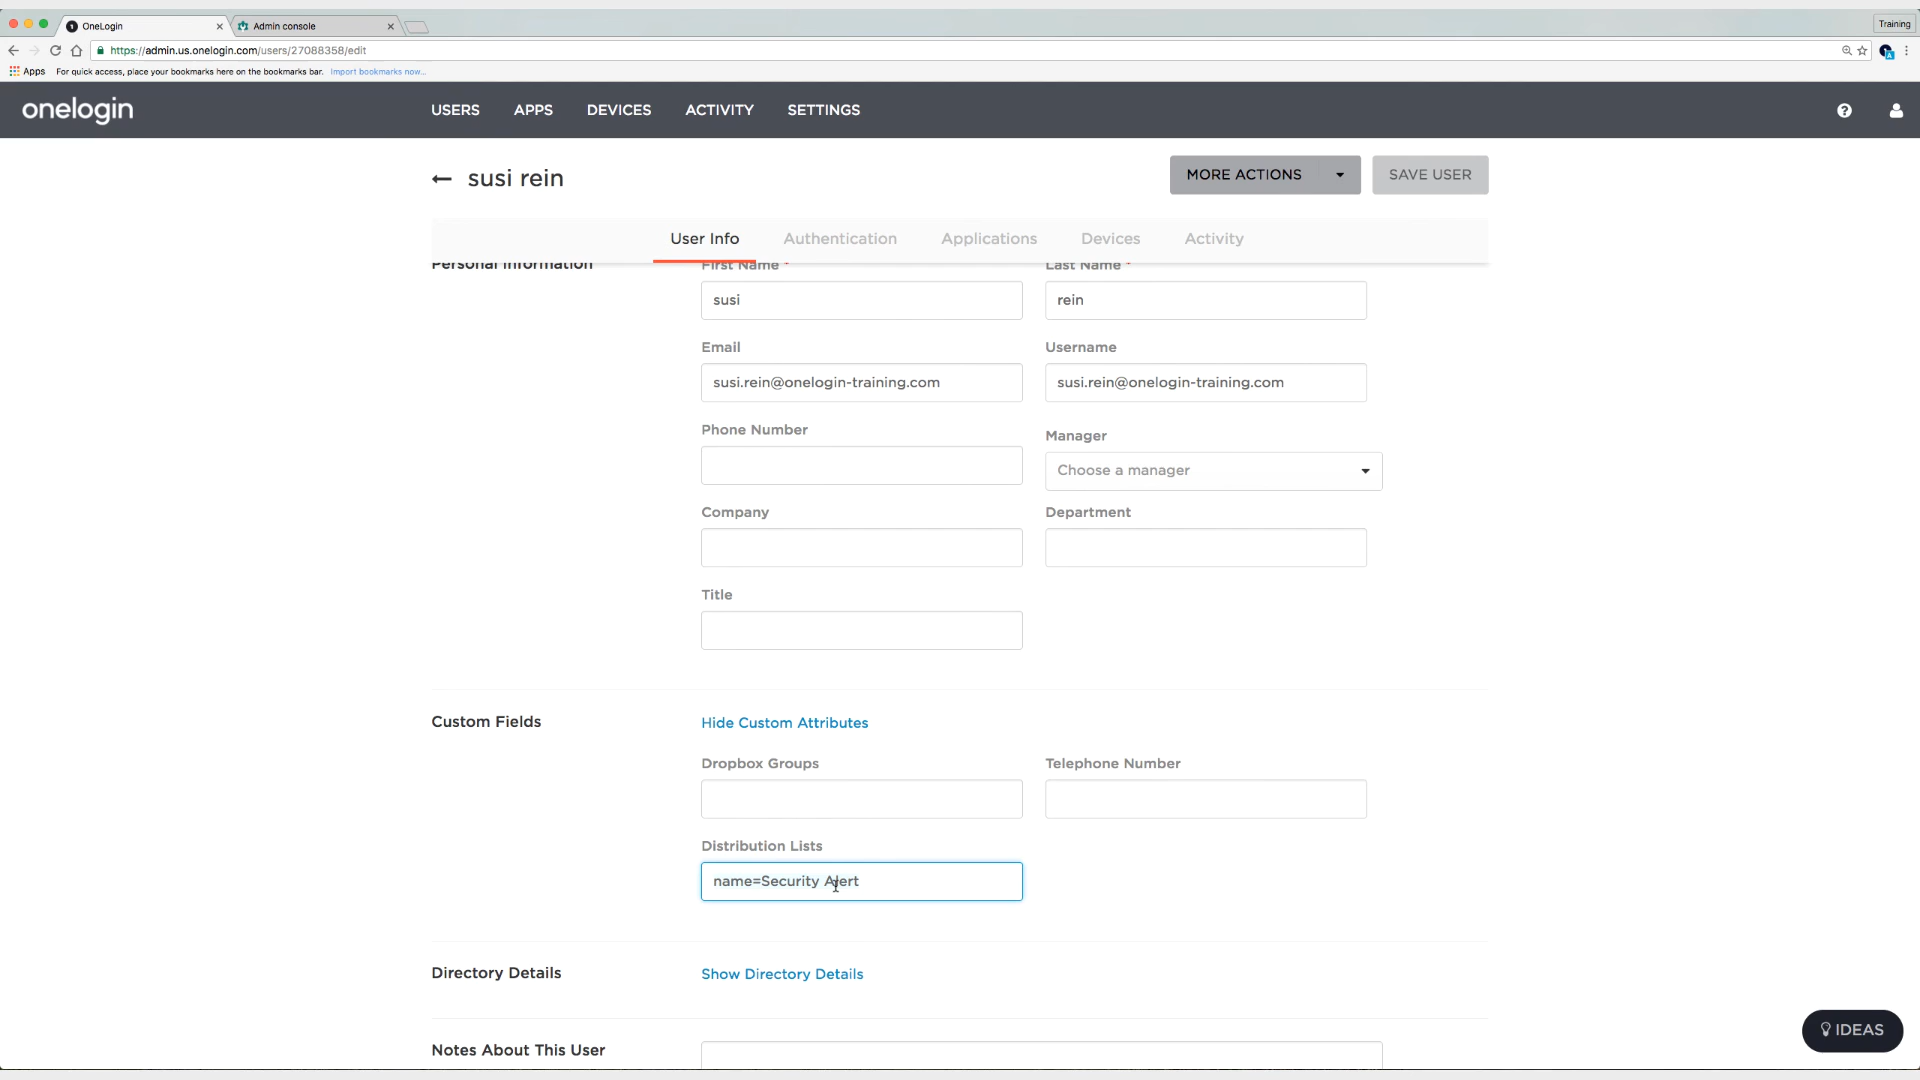 OneLogin
Admin console
Training
https://admin.us.onelogin.com/users/27088358/edit
Apps
For quick access, place your bookmarks here on the bookmarks bar. Import bookmarks now...
onelogin
USERS
APPS
DEVICES
ACTIVITY
SETTINGS
susi rein
MORE ACTIONS
SAVE USER
User Info
Authentication
Applications
Devices
Activity
Personal Information
First Name *
Last Name *
susi
rein
Email
Username
susi.rein@onelogin-training.com
susi.rein@onelogin-training.com
Phone Number
Manager
Choose a manager
Company
Department
Title
Custom Fields
Hide Custom Attributes
Dropbox Groups
Telephone Number
Distribution Lists
name=Security Alert
Directory Details
Show Directory Details
IDEAS
Notes About This User